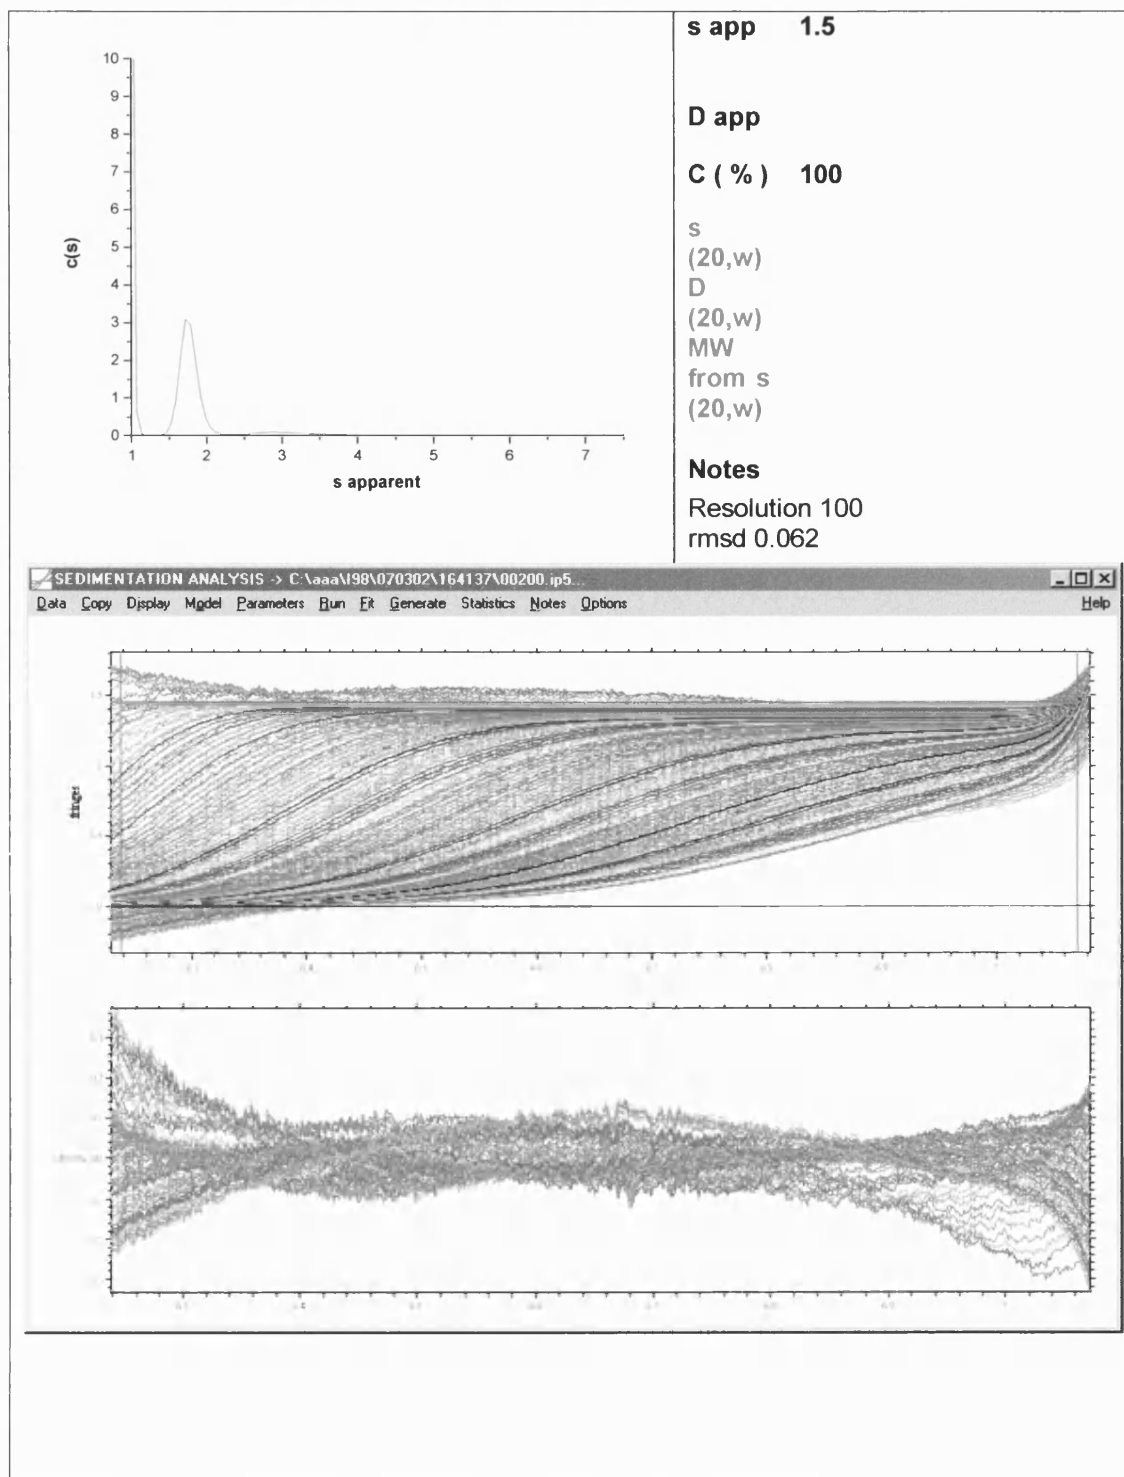 s app 1.5
D app
C ( % ) 100
s
(20,w)
D
(20,w)
MW
from s
(20,w)
Notes
Resolution 100
rmsd 0.062
10
9
8
7
6
5
4
3
2
1
0
c(s)
1 2 3 4 5 6 7
s apparent
SEDIMENTATION ANALYSIS -> C:\aaa\I98\070302\164137\00200.ip5...
Data Copy Display Model Parameters Run Fit Generate Statistics Notes Options Help
fringes